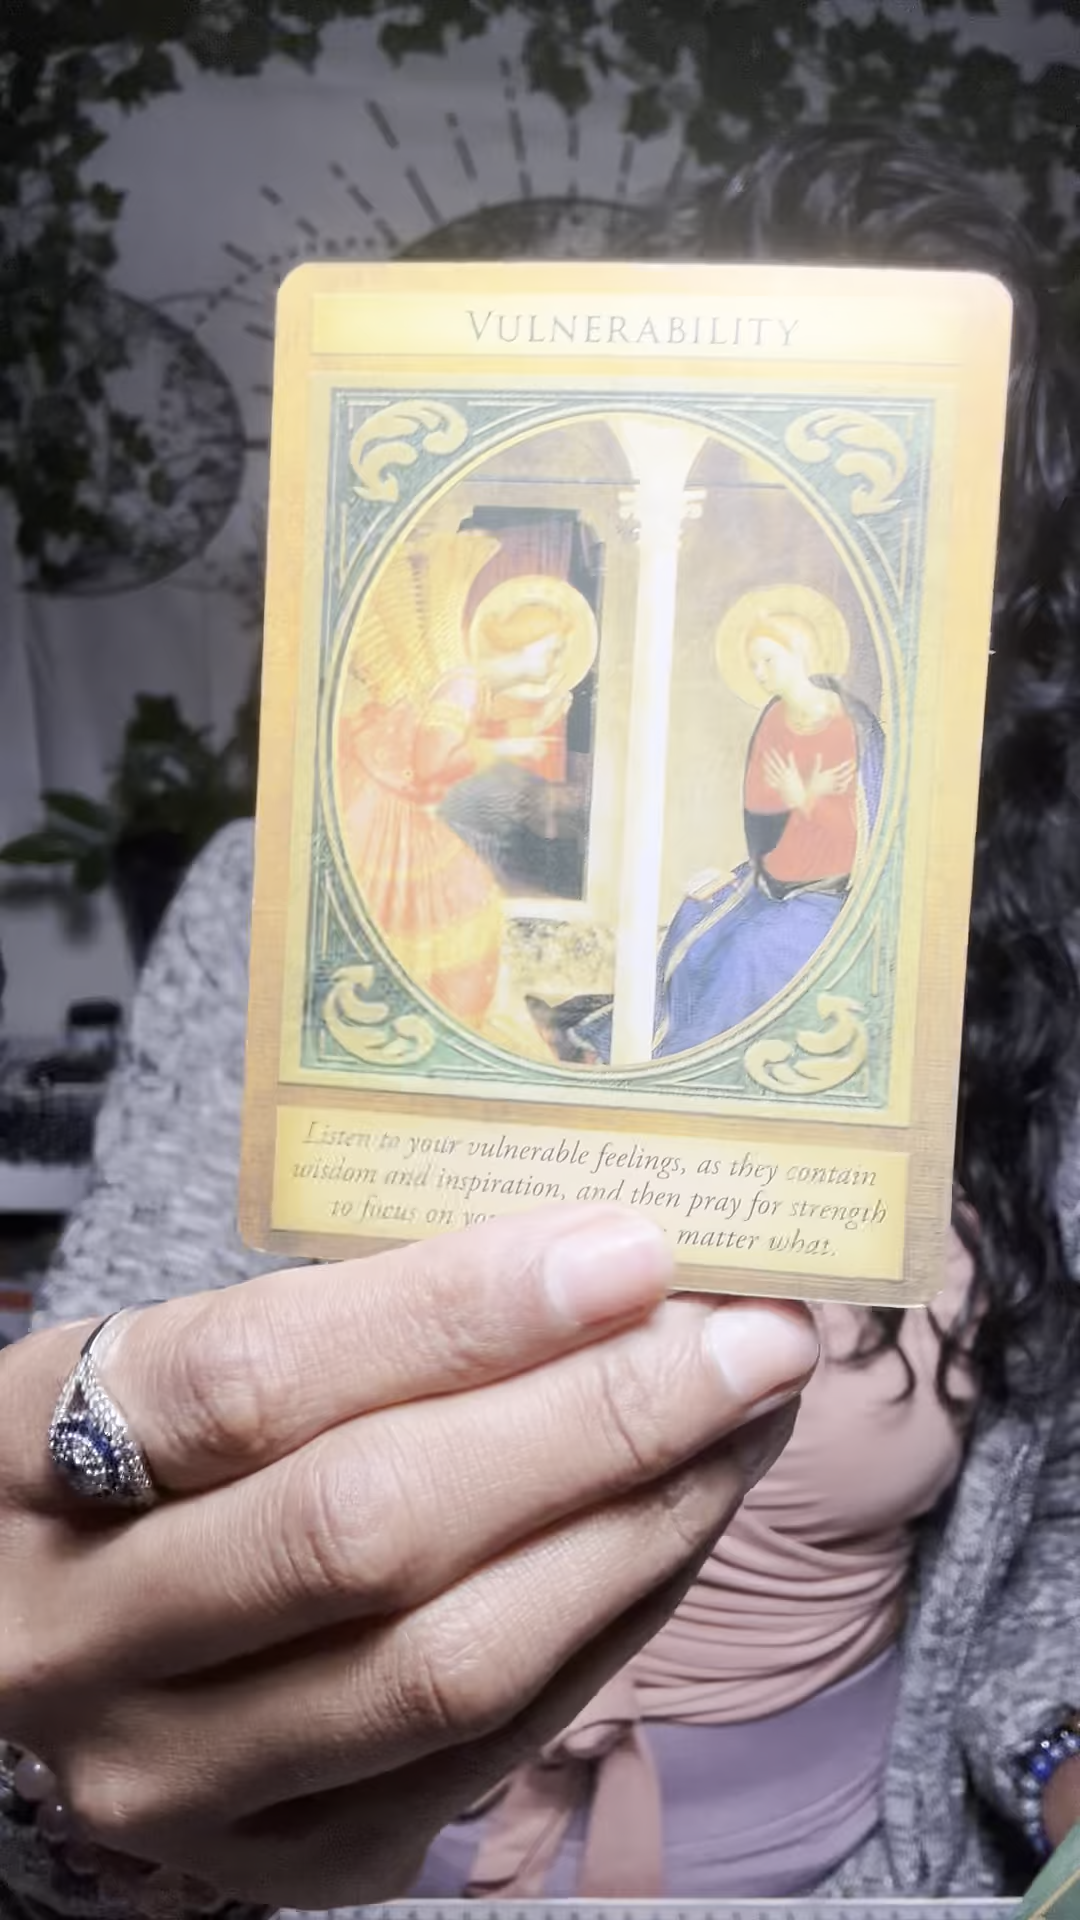 VULNERABILITY
Listen to your vulnerable feelings, as they contain
wisdom and inspiration, and then pray for strength
to focus on matter what.